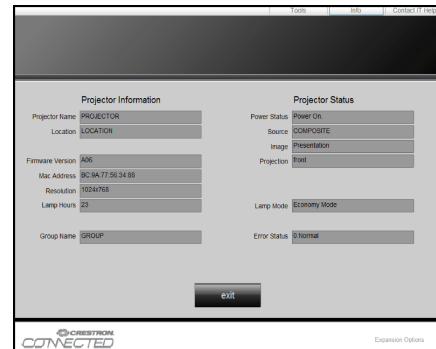 Tools Info Contact IT Help
Projector Information
Projector Name PROJECTOR
Location LOCATION
Firmware Version A06
Mac Address BC:9A:77:56:34:88
Resolution 1024x768
Lamp Hours 23
Group Name GROUP
Projector Status
Power Status Power On.
Source COMPOSITE
Image Presentation
Projection front
Lamp Mode Economy Mode
Error Status 0:Normal
exit
CRESTRON
CONNECTED
Expansion Options